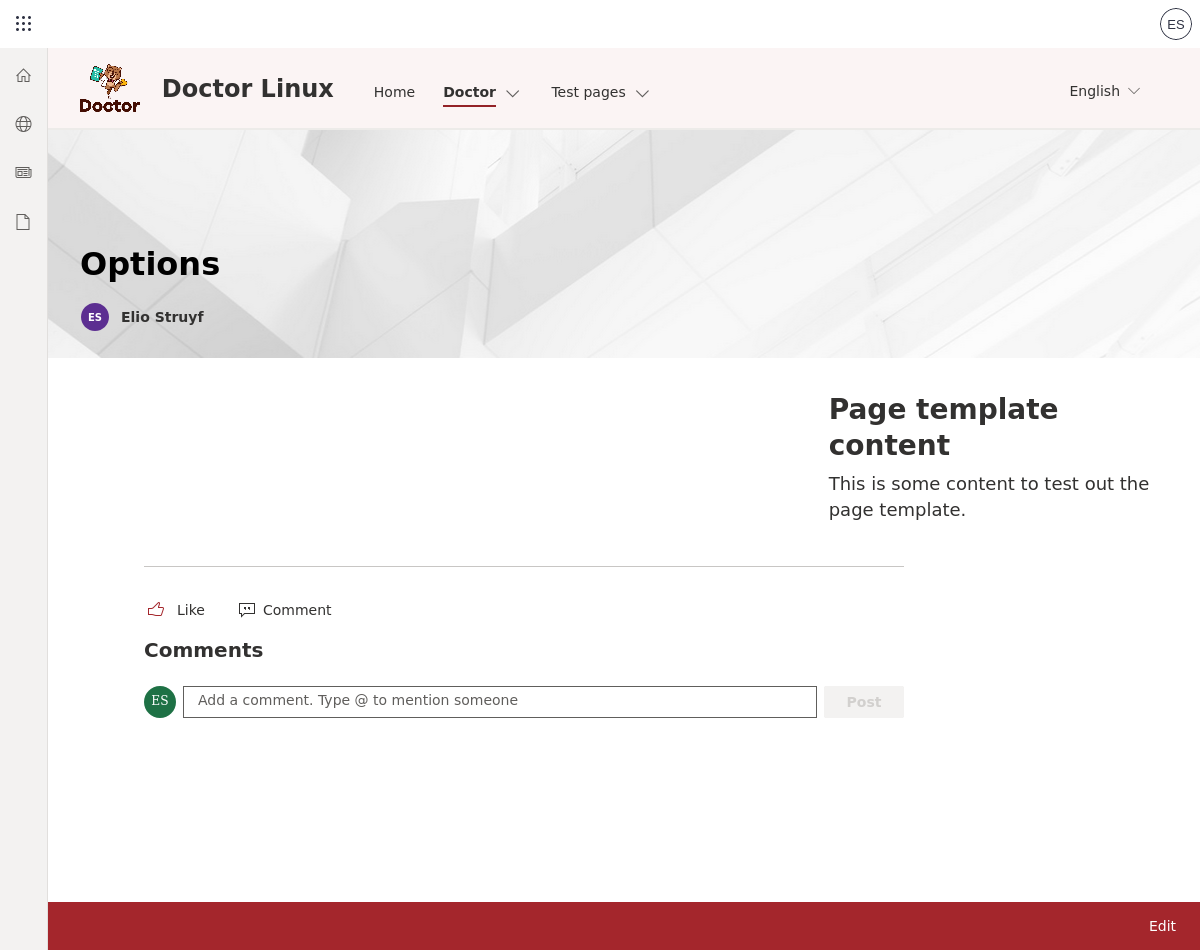 ES
Doctor
Doctor Linux
Home
Doctor
Test pages
English
Options
ES
Elio Struyf
Page template
content
This is some content to test out the
page template.
Like
Comment
Comments
ES
Add a comment. Type @ to mention someone
Post
Edit